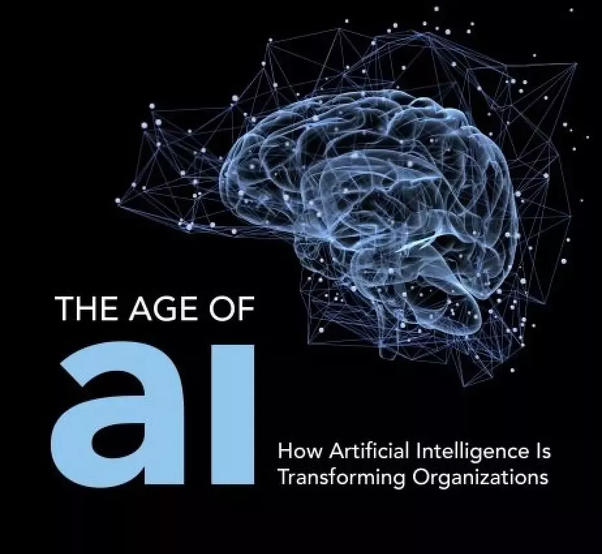 THE AGE OF
ai
How Artificial Intelligence Is
Transforming Organizations